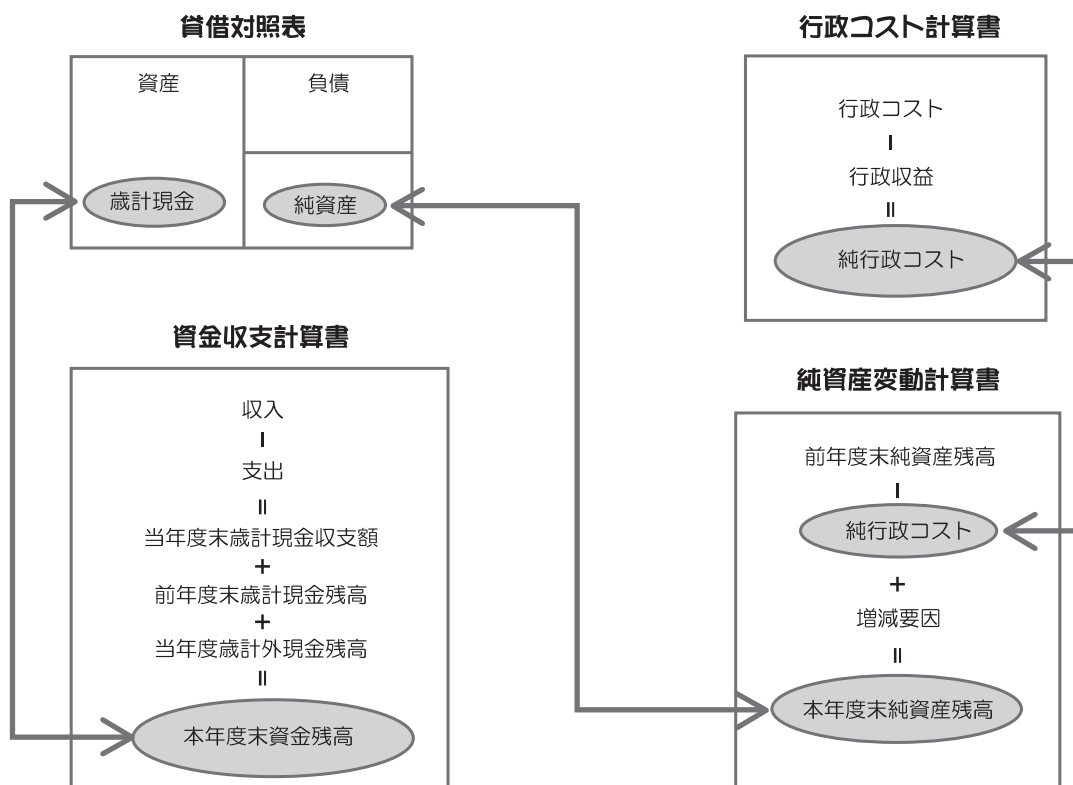 貸借対照表
資産
負債
歳計現金
純資産
資金収支計算書
収入
−
支出
=
当年度末歳計現金収支額
+
前年度末歳計現金残高
+
当年度歳計外現金残高
=
本年度末資金残高
行政コスト計算書
行政コスト
−
行政収益
=
純行政コスト
純資産変動計算書
前年度末純資産残高
−
純行政コスト
+
増減要因
=
本年度末純資産残高